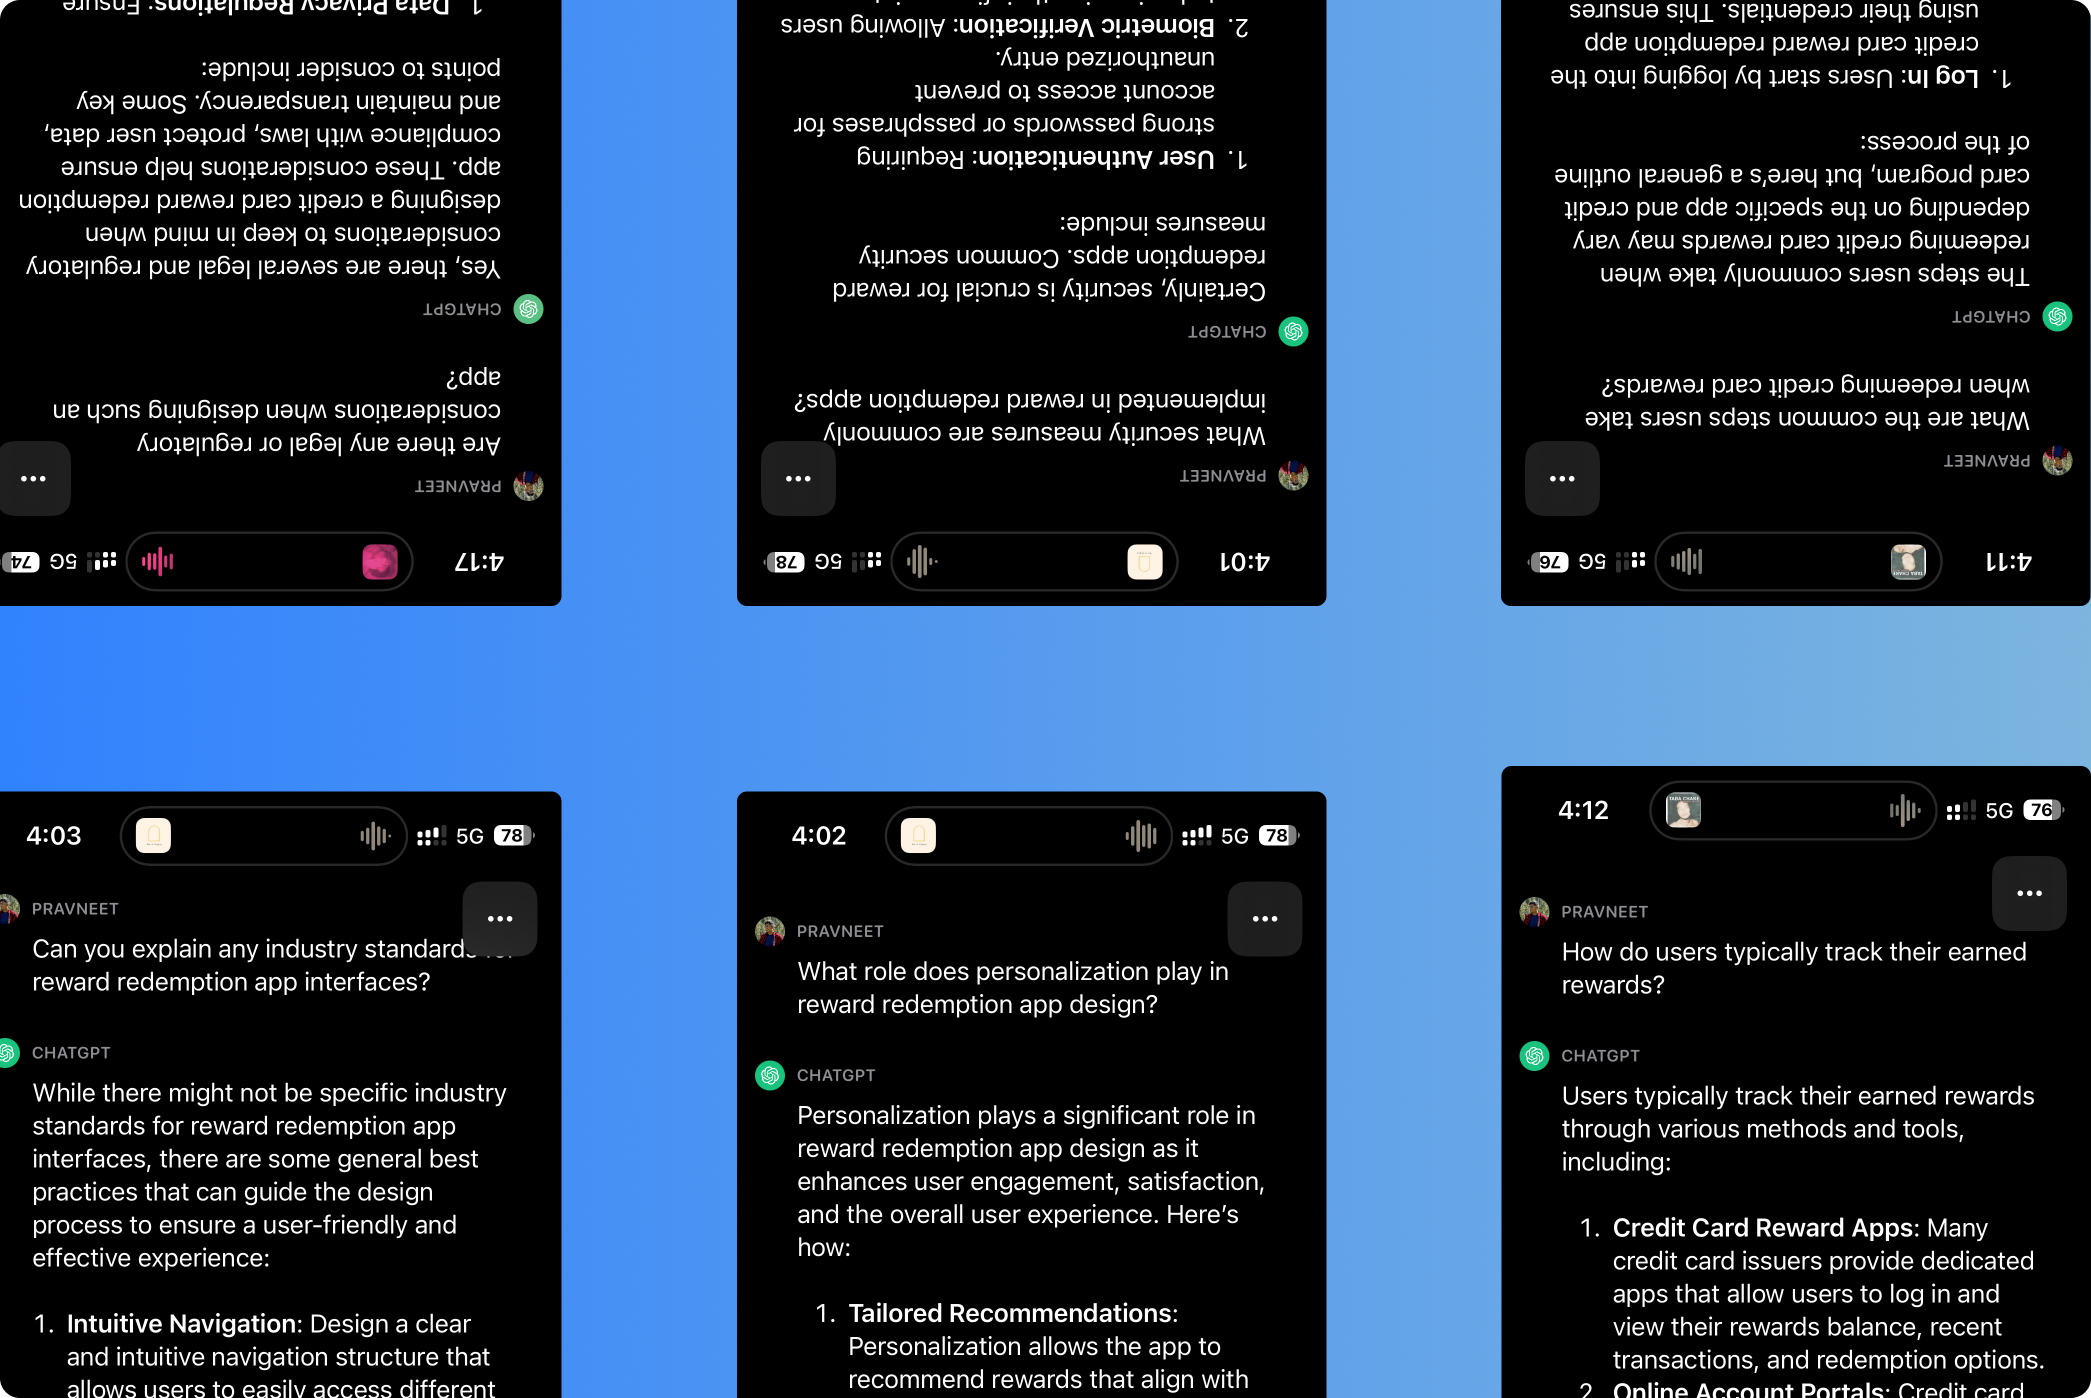 4:17 5G 74
PRAVNEET
Are there any legal or regulatory
considerations when designing such an
app?
CHATGPT
Yes, there are several legal and regulatory
considerations to keep in mind when
designing a credit card reward redemption
app. These considerations help ensure
compliance with laws, protect user data,
and maintain transparency. Some key
points to consider include:
1. Data Privacy Regulations: Ensure
4:01 5G 78
PRAVNEET
What security measures are commonly
implemented in reward redemption apps?
CHATGPT
Certainly, security is crucial for reward
redemption apps. Common security
measures include:
1. User Authentication: Requiring
strong passwords or passphrases for
account access to prevent
unauthorized entry.
2. Biometric Verification: Allowing users
4:11 TABA CHAKE 5G 76
PRAVNEET
What are the common steps users take
when redeeming credit card rewards?
CHATGPT
The steps users commonly take when
redeeming credit card rewards may vary
depending on the specific app and credit
card program, but here's a general outline
of the process:
1. Log In: Users start by logging into the
credit card reward redemption app
using their credentials. This ensures
4:03 5G 78
PRAVNEET
Can you explain any industry standards for
reward redemption app interfaces?
CHATGPT
While there might not be specific industry
standards for reward redemption app
interfaces, there are some general best
practices that can guide the design
process to ensure a user-friendly and
effective experience:
1. Intuitive Navigation: Design a clear
and intuitive navigation structure that
allows users to easily access different
4:02 5G 78
PRAVNEET
What role does personalization play in
reward redemption app design?
CHATGPT
Personalization plays a significant role in
reward redemption app design as it
enhances user engagement, satisfaction,
and the overall user experience. Here’s
how:
1. Tailored Recommendations:
Personalization allows the app to
recommend rewards that align with
4:12 TABA CHAKE 5G 76
PRAVNEET
How do users typically track their earned
rewards?
CHATGPT
Users typically track their earned rewards
through various methods and tools,
including:
1. Credit Card Reward Apps: Many
credit card issuers provide dedicated
apps that allow users to log in and
view their rewards balance, recent
transactions, and redemption options.
2. Online Account Portals: Credit card